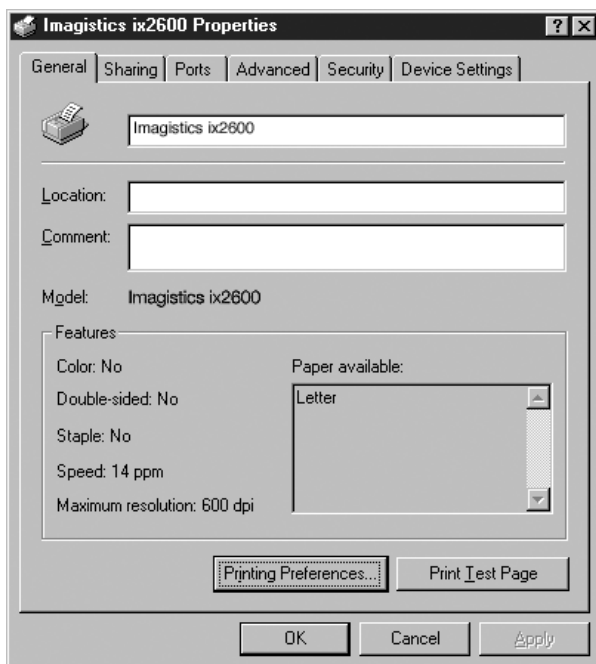 Imagistics ix2600 Properties
General Sharing Ports Advanced Security Device Settings
Imagistics ix2600
Location:
Comment:
Model: Imagistics ix2600
Features
Color: No
Paper available:
Double-sided: No
Letter
Staple: No
Speed: 14 ppm
Maximum resolution: 600 dpi
Printing Preferences... Print Test Page
OK Cancel Apply